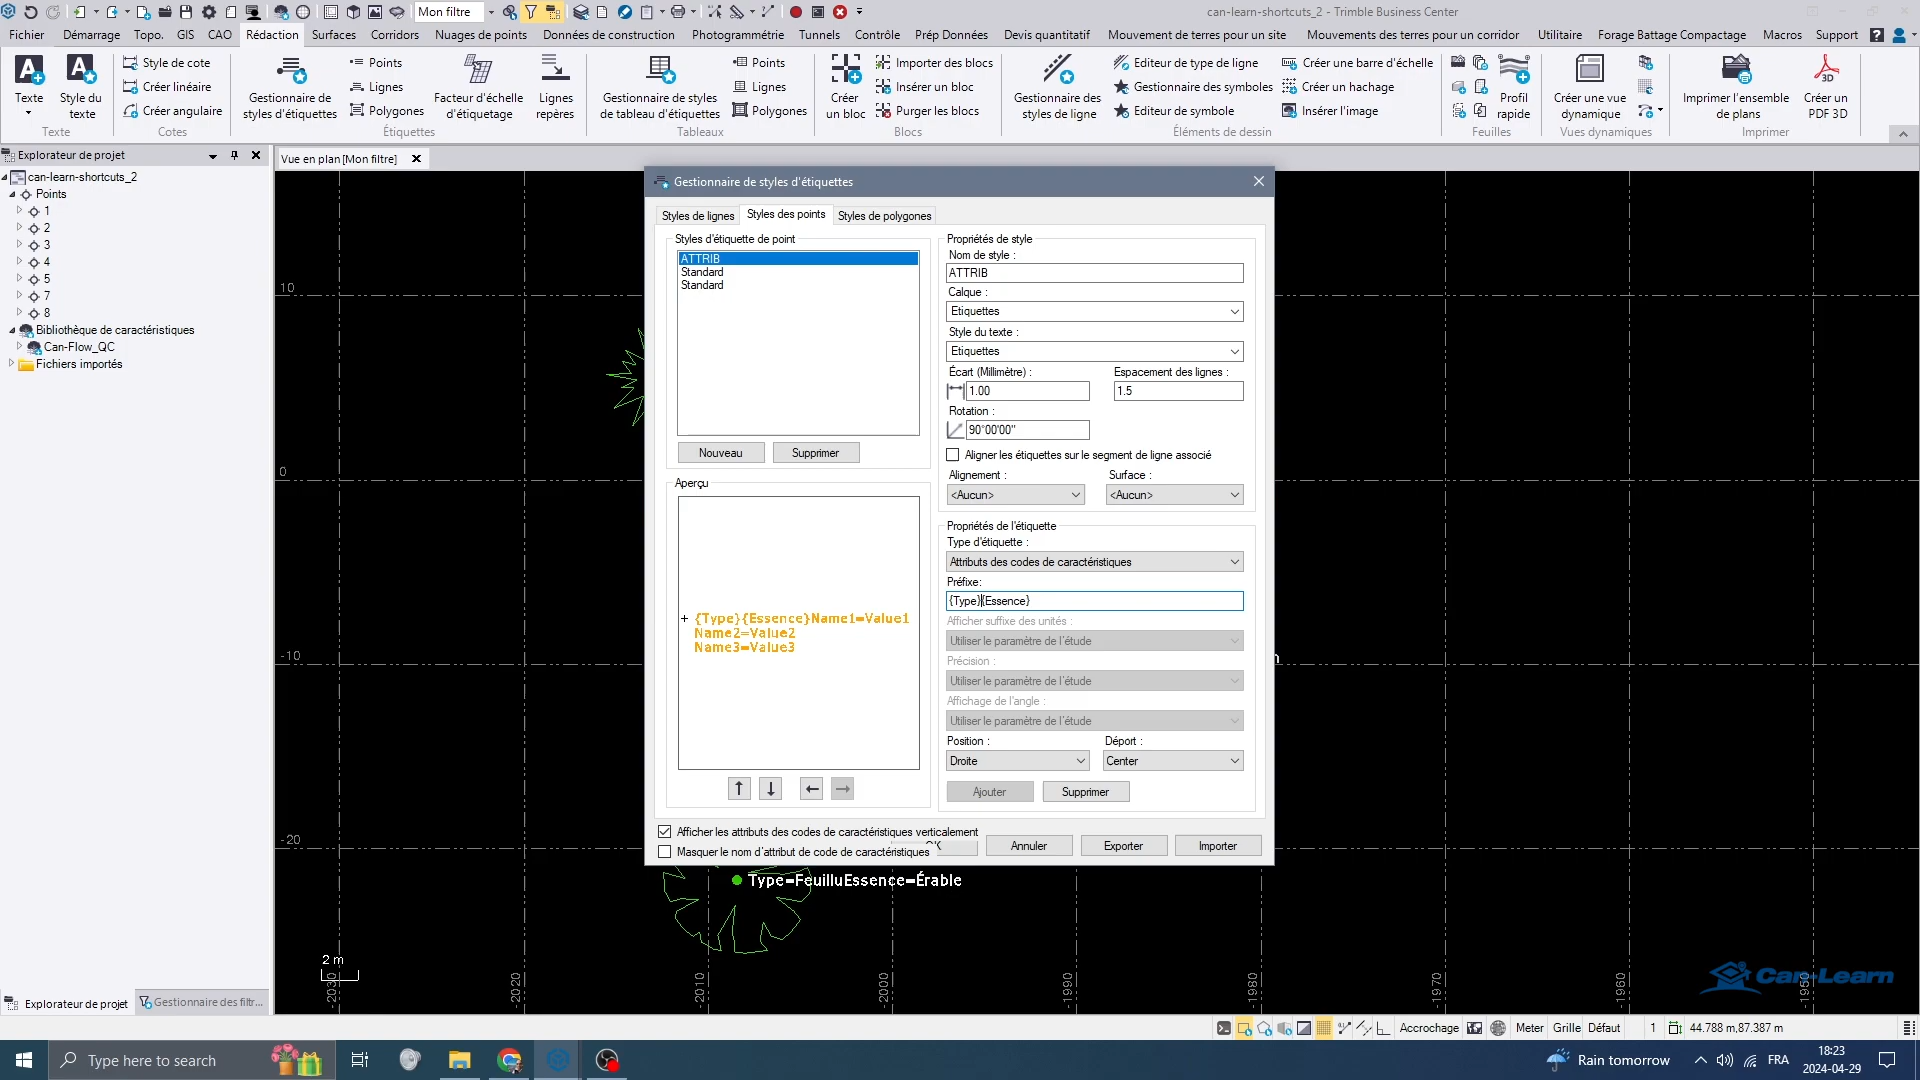 Mon filtre
can-learn-shortcuts_2 - Trimble Business Center
Fichier Démarrage Topo. GIS CAO Rédaction Surfaces Corridors Nuages de points Données de construction Photogrammétrie Tunnels Contrôle Prép Données Devis quantitatif Mouvement de terres pour un site Mouvements des terres pour un corridor Utilitaire Forage Battage Compactage Macros Support
Texte
Style du texte
Texte
Style de cote
Créer linéaire
Créer angulaire
Cotes
Gestionnaire de styles d'étiquettes
Points
Lignes
Polygones
Facteur d'échelle d'étiquetage
Lignes repères
Étiquettes
Gestionnaire de styles de tableau d'étiquettes
Points
Lignes
Polygones
Tableaux
Créer un bloc
Importer des blocs
Insérer un bloc
Purger les blocs
Blocs
Gestionnaire des styles de ligne
Editeur de type de ligne
Gestionnaire des symboles
Editeur de symbole
Créer une barre d'échelle
Créer un hachage
Insérer l'image
Éléments de dessin
Profil rapide
Feuilles
Créer une vue dynamique
Vues dynamiques
Imprimer l'ensemble de plans
Créer un PDF 3D
Imprimer
Explorateur de projet
can-learn-shortcuts_2
Points
1
2
3
4
5
7
8
Bibliothèque de caractéristiques
Can-Flow_QC
Fichiers importés
Explorateur de projet
Gestionnaire des filtr...
Vue en plan[Mon filtre]
10
0
-10
-20
2 m
-2030
-2020
-2010
-2000
-1990
-1980
-1970
-1960
-1950
Type=FeuilluEssence=Érable
Gestionnaire de styles d'étiquettes
Styles de lignes Styles des points Styles de polygones
Styles d'étiquette de point
ATTRIB
Standard
Standard
Nouveau
Supprimer
Aperçu
+ {Type}{Essence}Name1=Value1
Name2=Value2
Name3=Value3
Propriétés de style
Nom de style :
ATTRIB
Calque :
Etiquettes
Style du texte :
Etiquettes
Écart (Millimètre) : Espacement des lignes :
1.00 1.5
Rotation :
90°00'00"
Aligner les étiquettes sur le segment de ligne associé
Alignement : Surface :
<Aucun> <Aucun>
Propriétés de l'étiquette
Type d'étiquette :
Attributs des codes de caractéristiques
Préfixe:
{Type}{Essence}
Afficher suffixe des unités :
Utiliser le paramètre de l'étude
Précision :
Utiliser le paramètre de l'étude
Affichage de l'angle :
Utiliser le paramètre de l'étude
Position : Déport :
Droite Center
Ajouter Supprimer
Afficher les attributs des codes de caractéristiques verticalement
Masquer le nom d'attribut de code de caractéristiques
Annuler Exporter Importer
Can-Learn
Accrochage Meter Grille Défaut 1 44.788 m,87.387 m
Type here to search
Rain tomorrow
FRA
18:23
2024-04-29